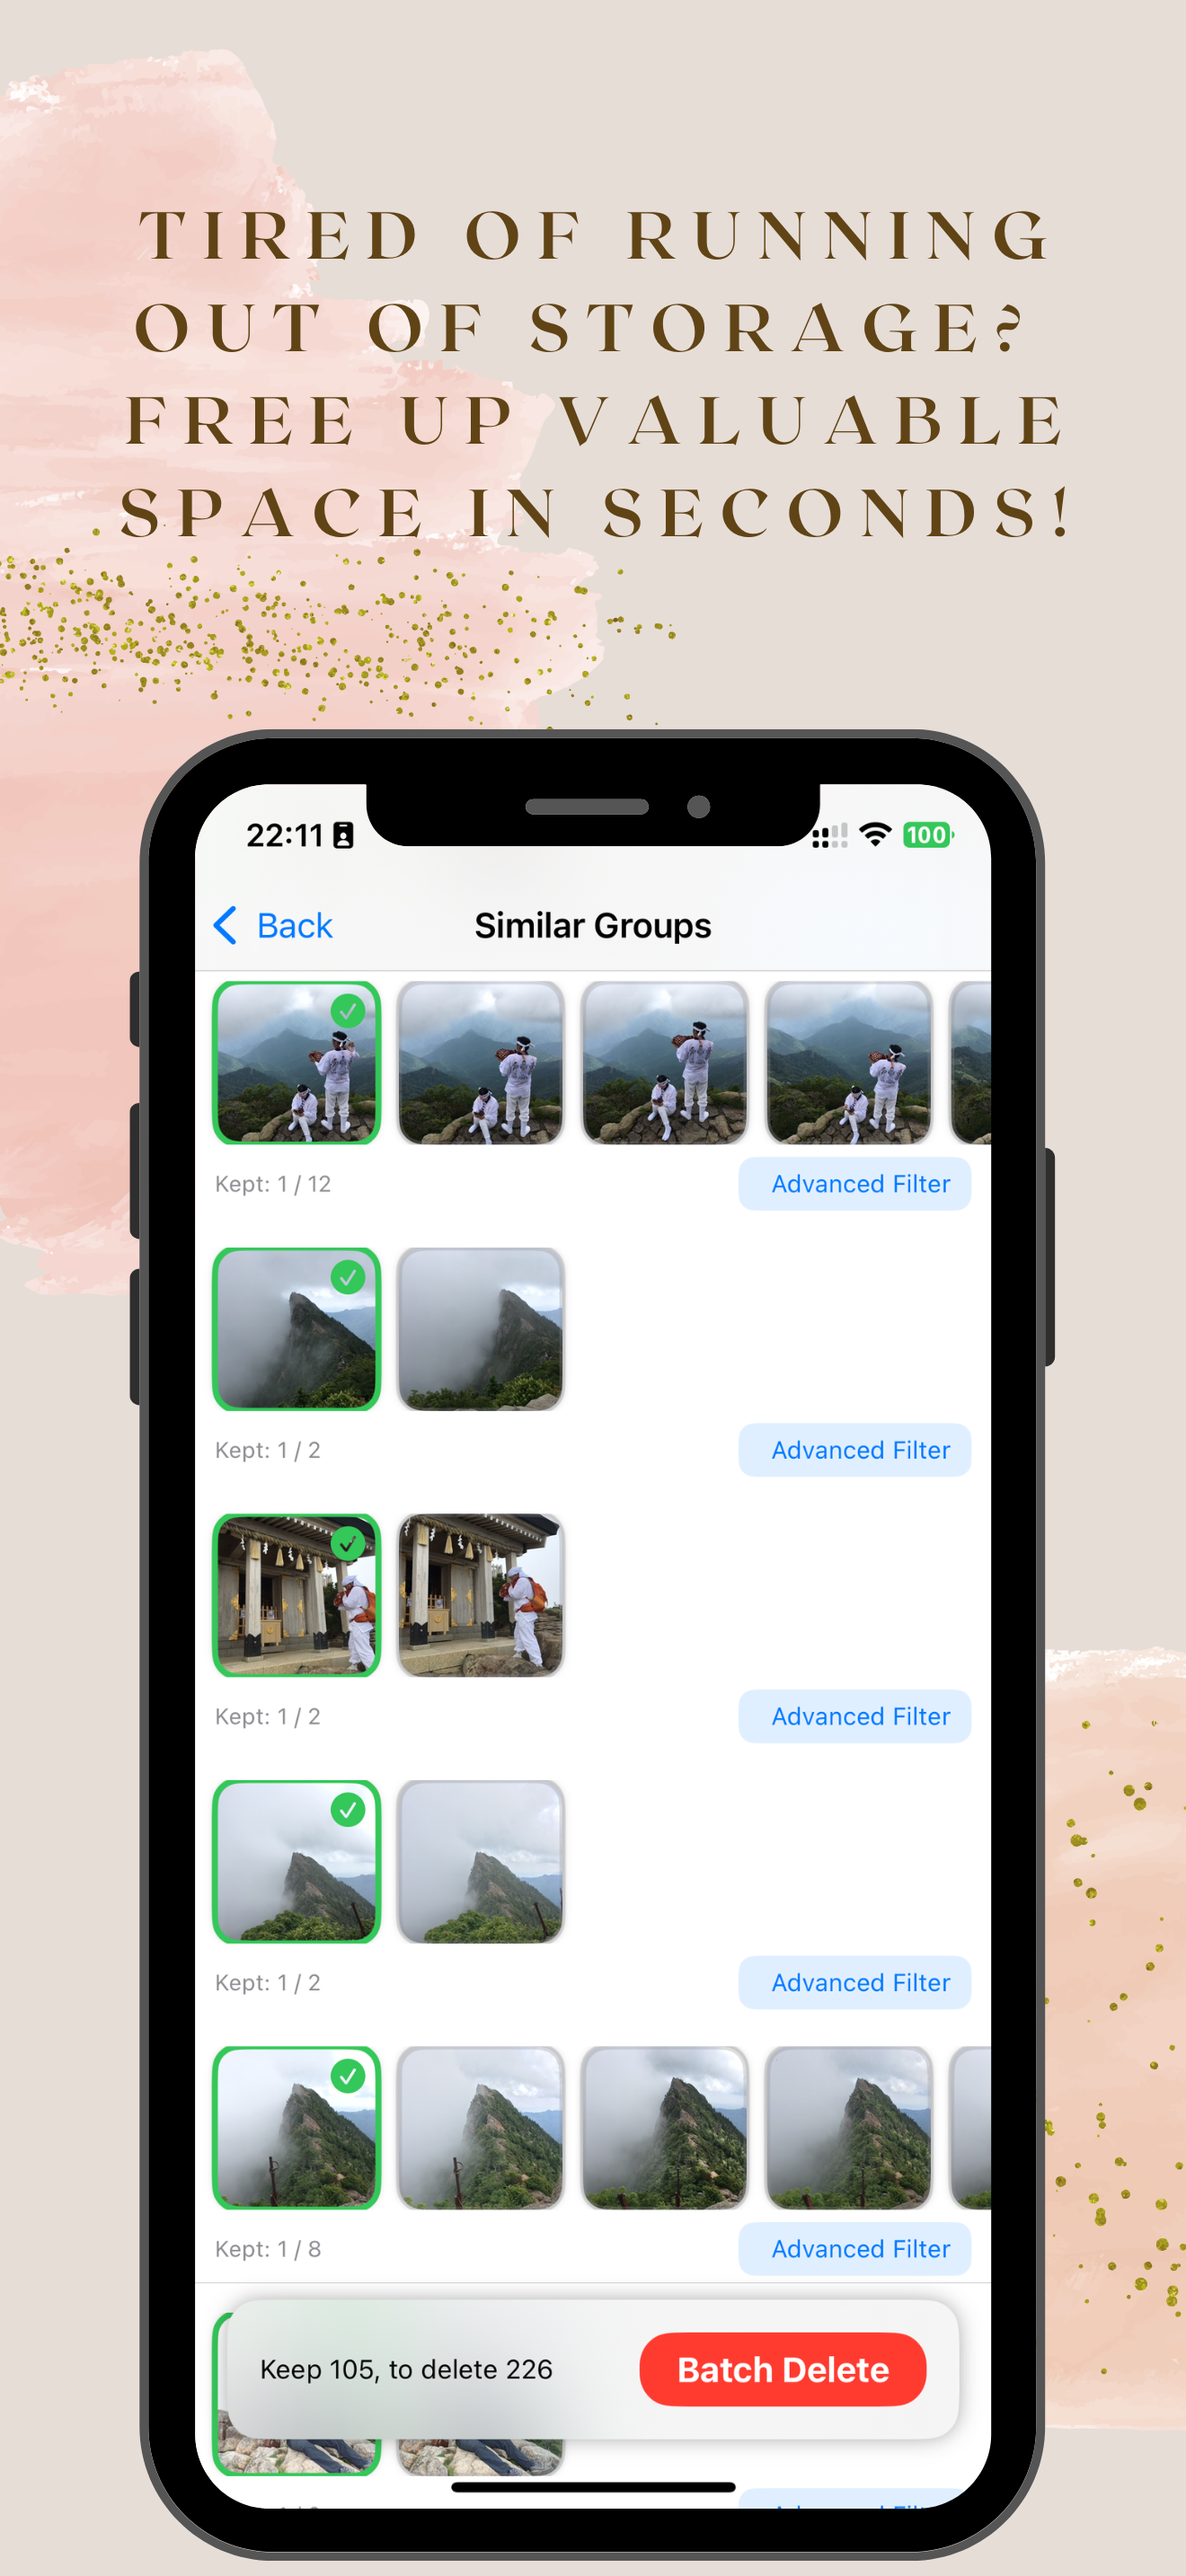 TIRED OF RUNNING
OUT OF STORAGE?
FREE UP VALUABLE
SPACE IN SECONDS!
22:11
100
Back
Similar Groups
Kept: 1 / 12
Advanced Filter
Kept: 1 / 2
Advanced Filter
Kept: 1 / 2
Advanced Filter
Kept: 1 / 2
Advanced Filter
Kept: 1 / 8
Advanced Filter
Keep 105, to delete 226
Batch Delete